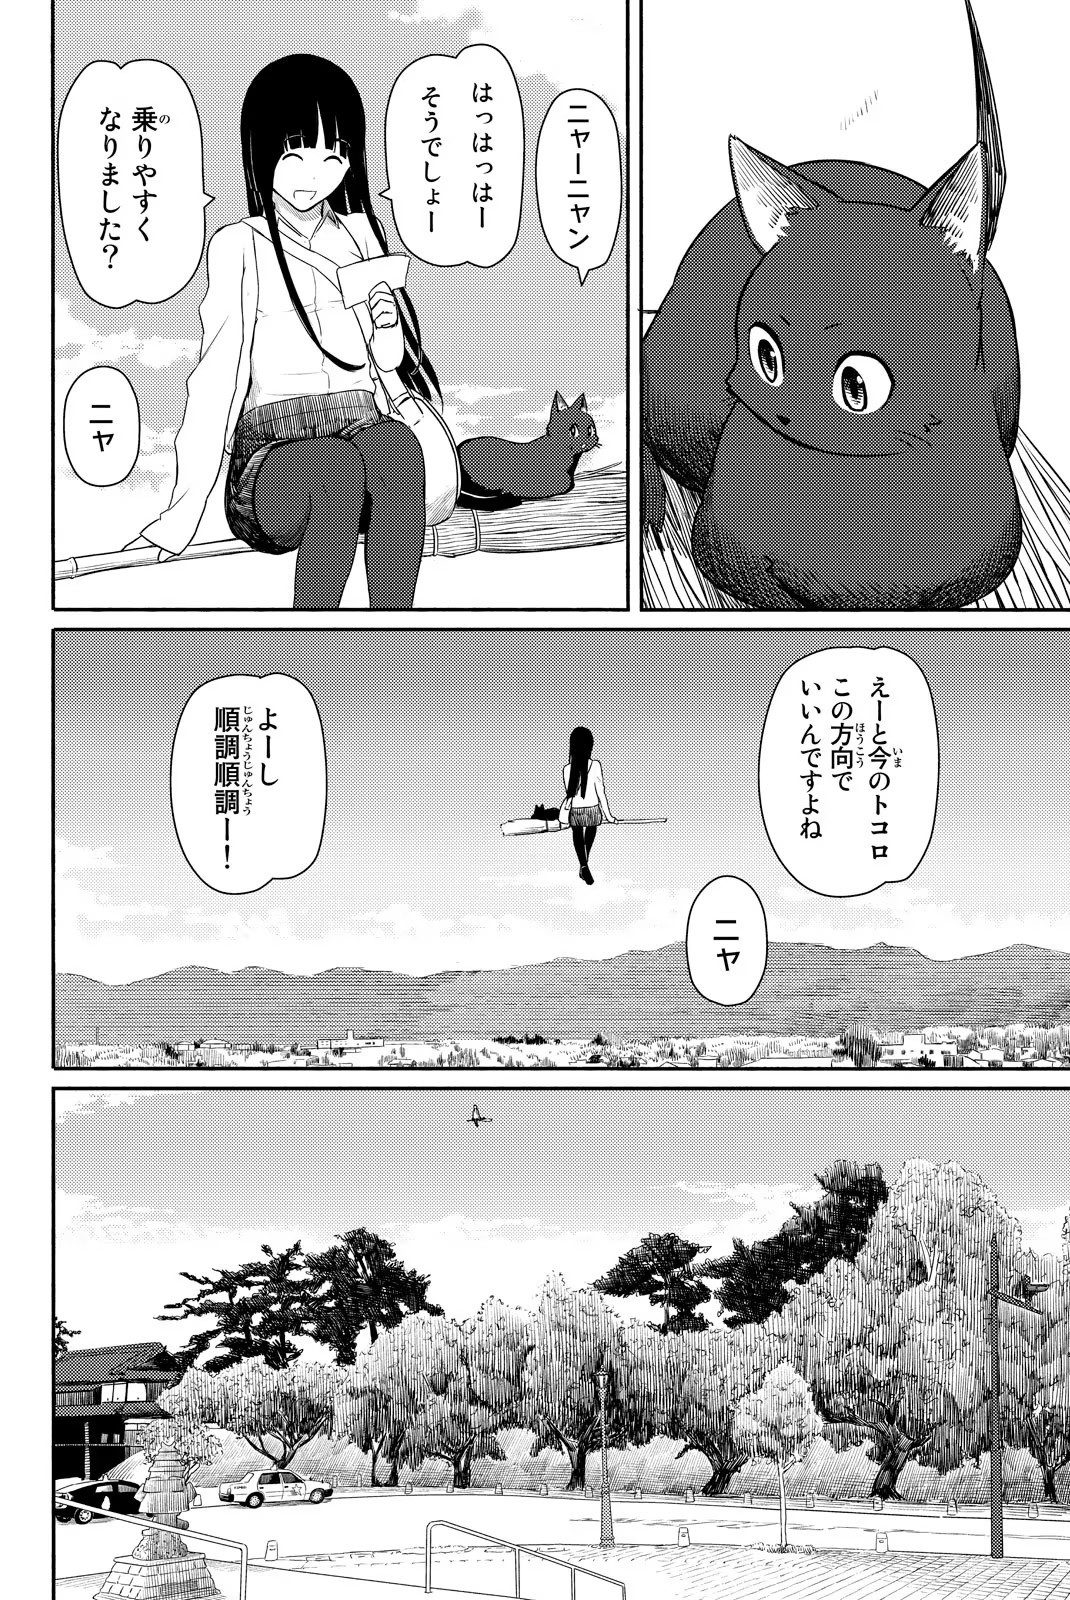 ニャーニャン
はっはっはー
そうでしょー
乗りやすく
なりました?
ニャ
えーと今のトコロ
この方向で
いいんですよね
ニャ
よーし
順調順調ー!